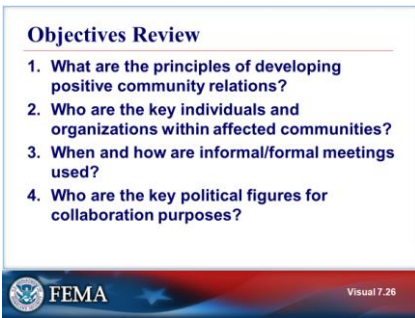 Objectives Review
1. What are the principles of developing
positive community relations?
2. Who are the key individuals and
organizations within affected communities?
3. When and how are informal/formal meetings
used?
4. Who are the key political figures for
collaboration purposes?
FEMA
Visual 7.26